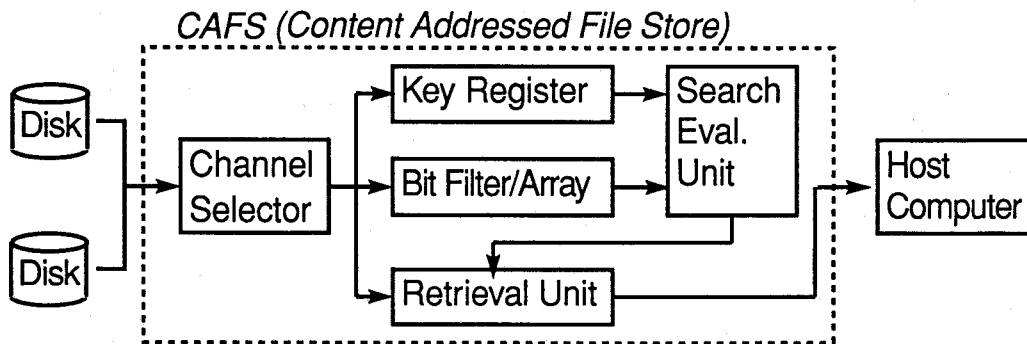 CAFS (Content Addressed File Store)
Disk
Disk
Channel
Selector
Key Register
Bit Filter/Array
Retrieval Unit
Search
Eval.
Unit
Host
Computer